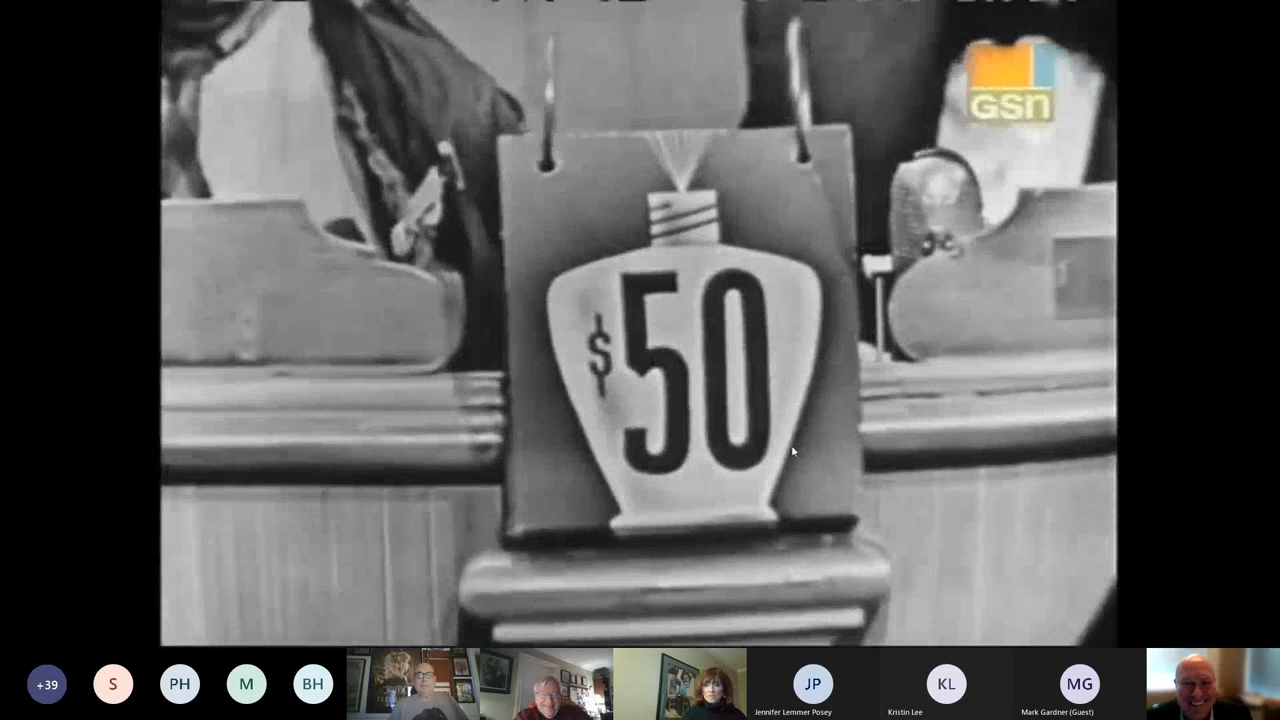 GSn
$50
+39
S
PH
M
BH
JP
KL
MG
Jennifer Lemmer Posey
Kristin Lee
Mark Gardner (Guest)